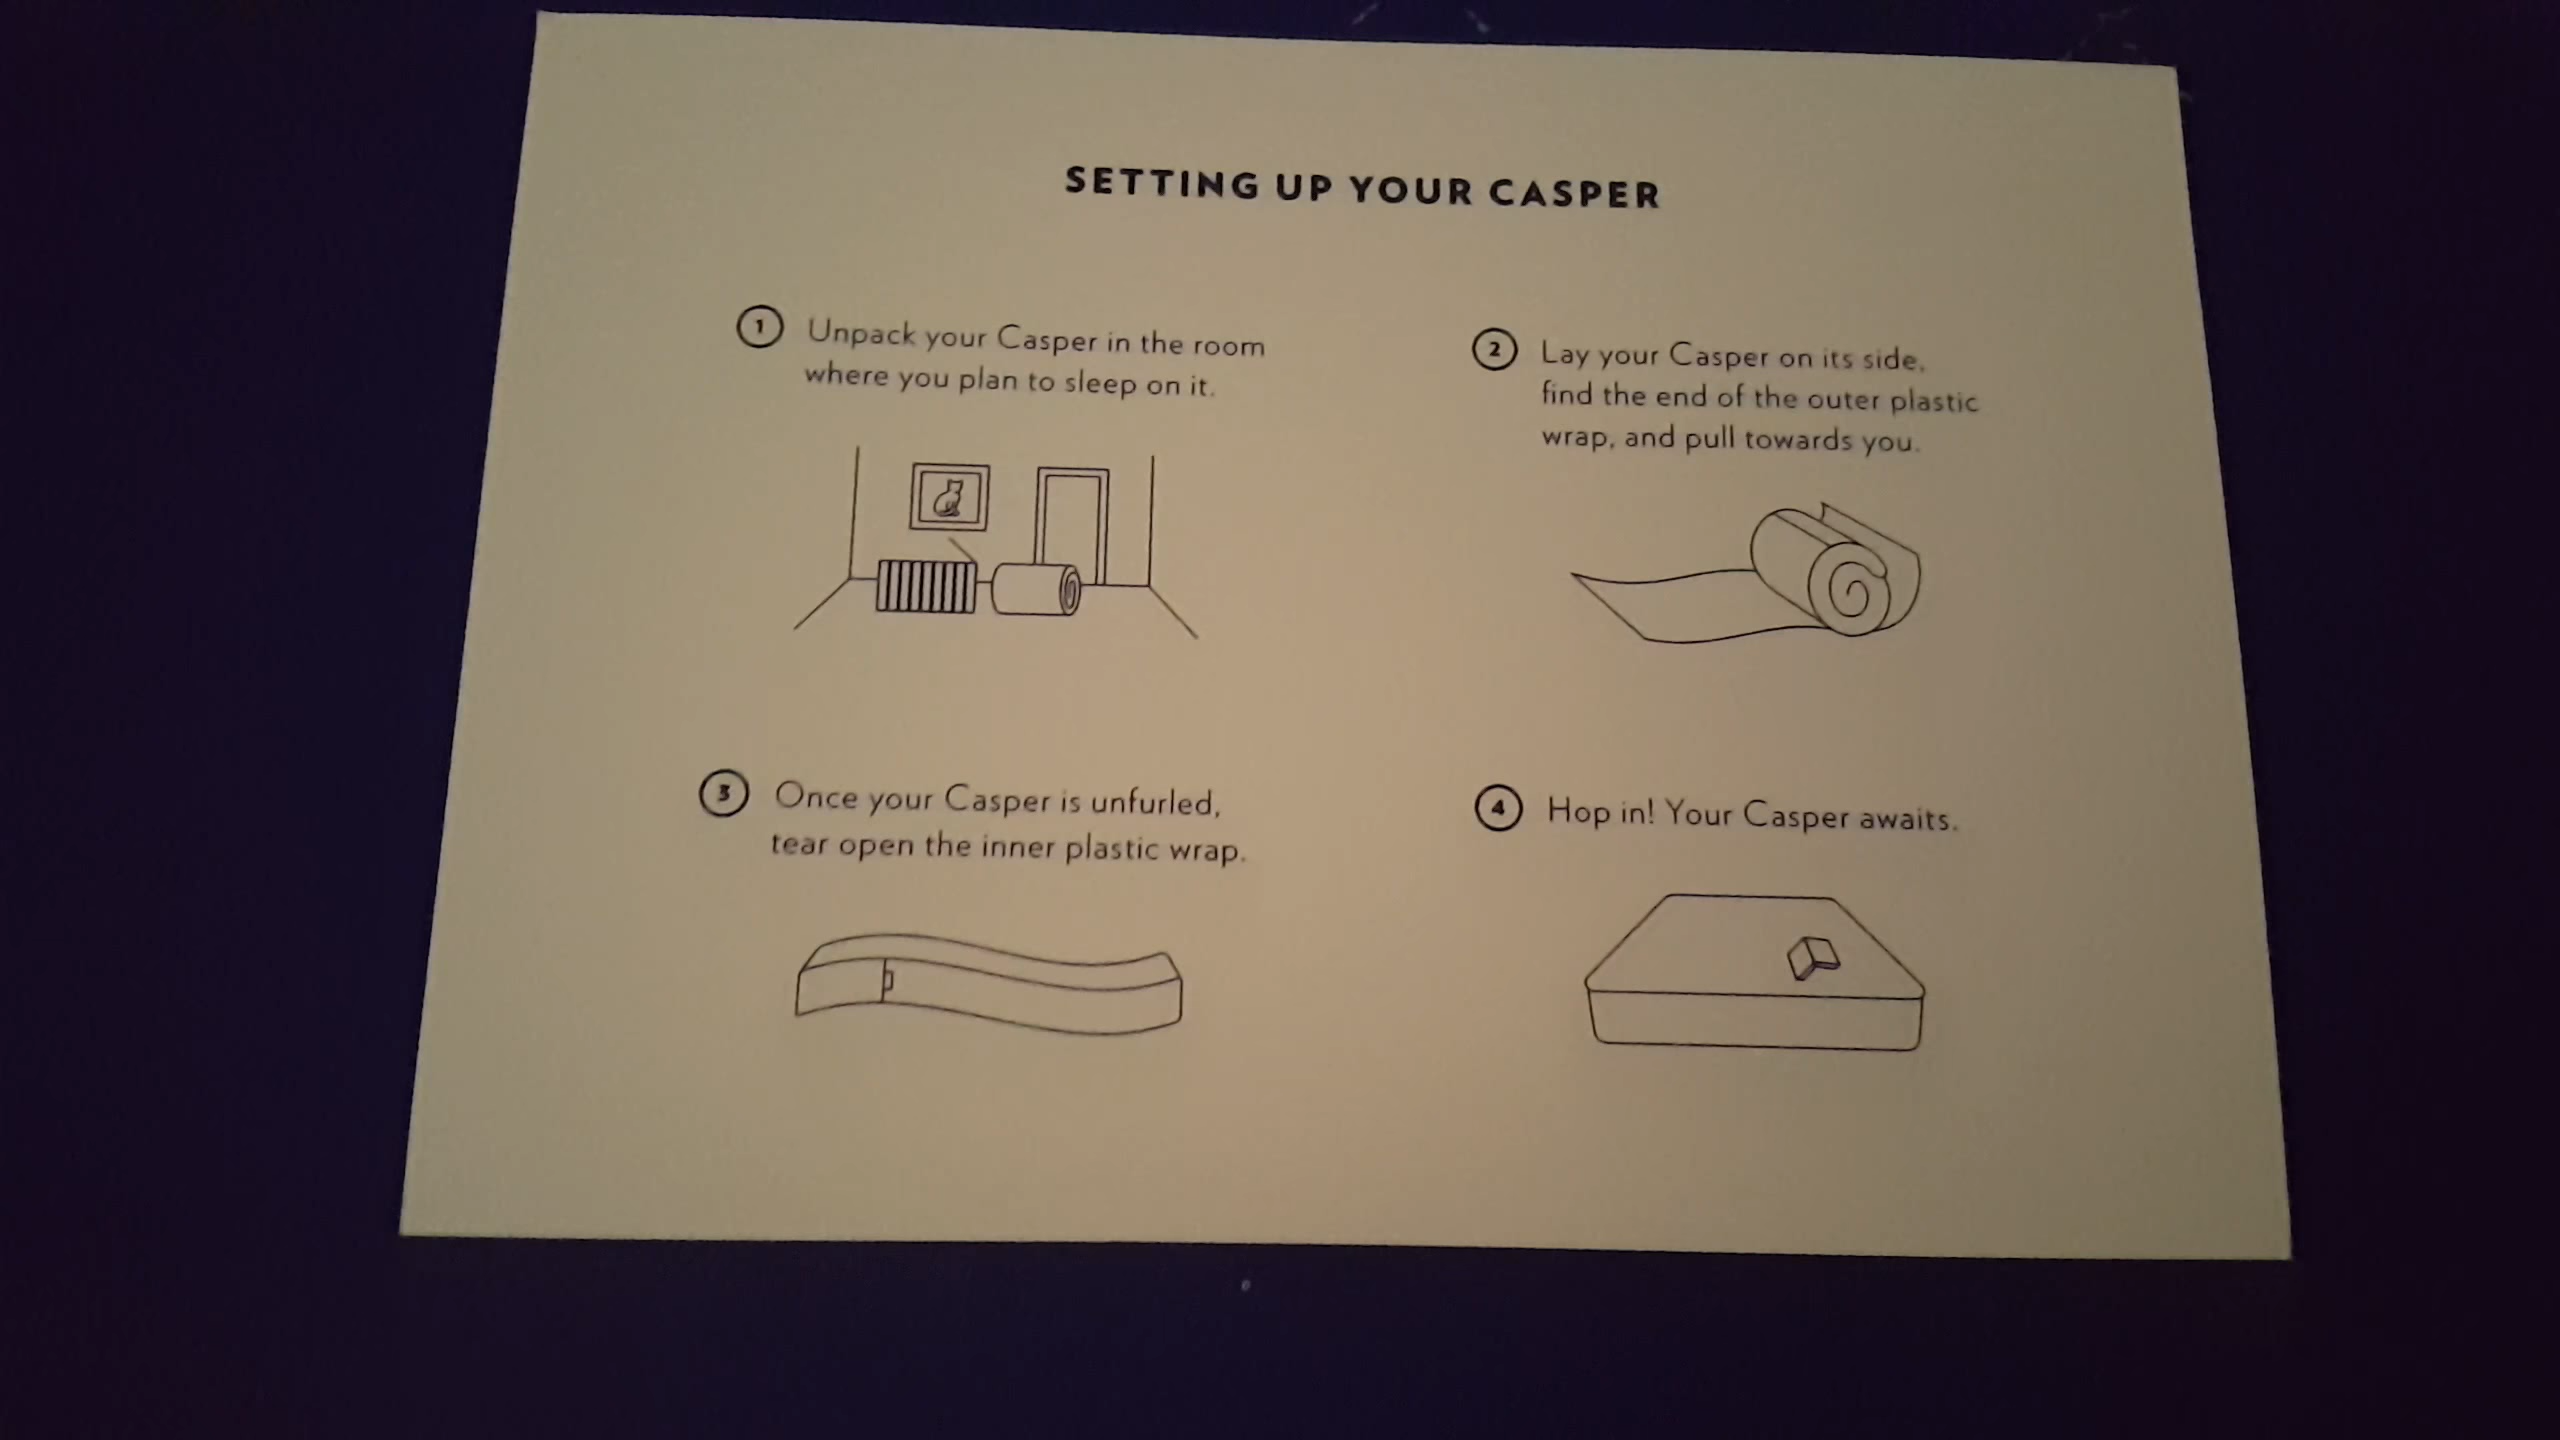 SETTING UP YOUR CASPER
1 Unpack your Casper in the room
where you plan to sleep on it.
2 Lay your Casper on its side,
find the end of the outer plastic
wrap, and pull towards you.
3 Once your Casper is unfurled,
tear open the inner plastic wrap.
4 Hop in! Your Casper awaits.